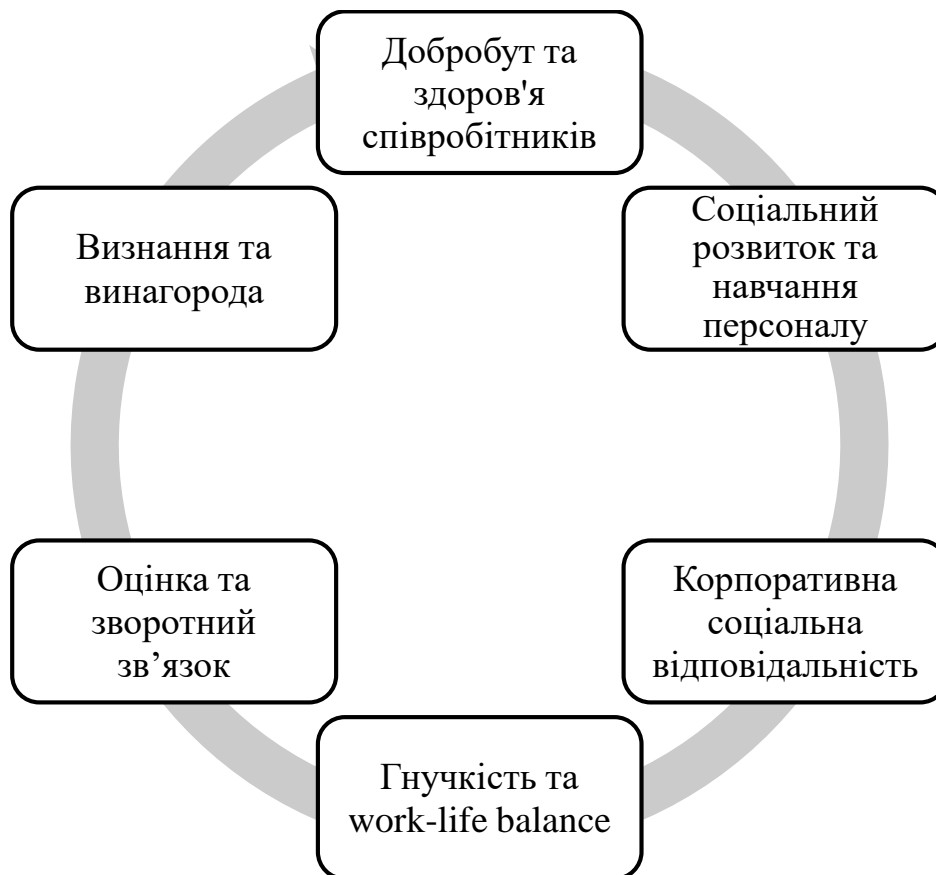 Добробут та
здоров'я
співробітників
Соціальний
розвиток та
навчання
персоналу
Корпоративна
соціальна
відповідальність
Гнучкість та
work-life balance
Оцінка та
зворотний
зв’язок
Визнання та
винагорода